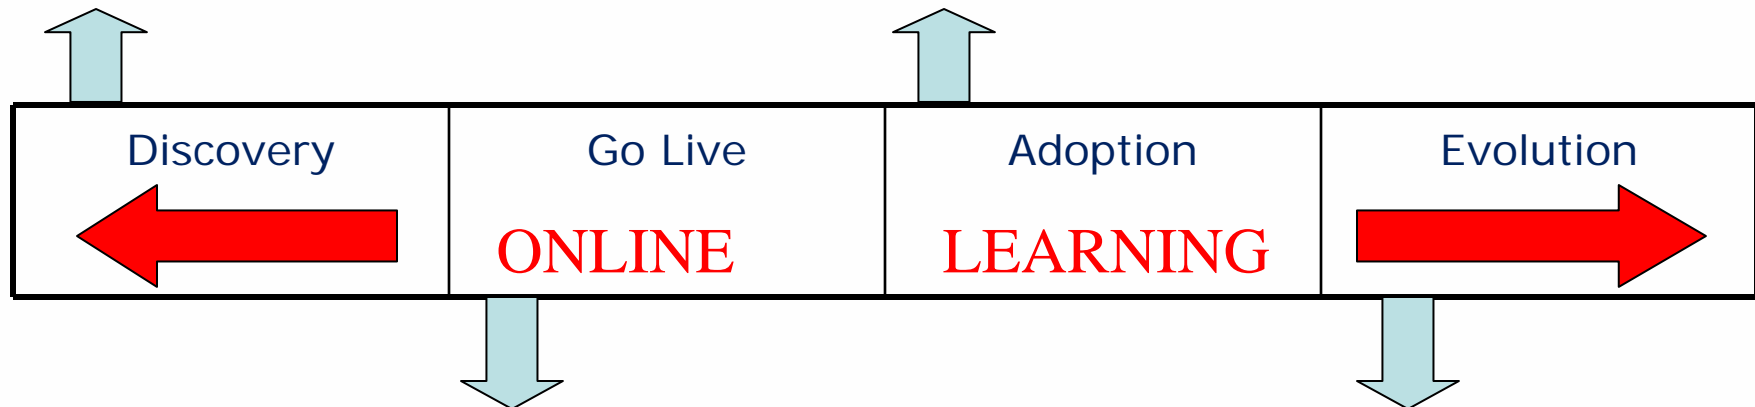 Discovery Go Live Adoption Evolution
ONLINE LEARNING